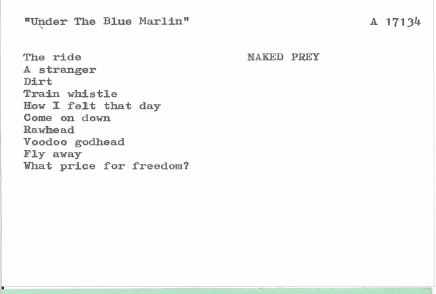 "Under The Blue Marlin" A 17134
The ride NAKED PREY
A stranger
Dirt
Train whistle
How I felt that day
Come on down
Rawhead
Voodoo godhead
Fly away
What price for freedom?